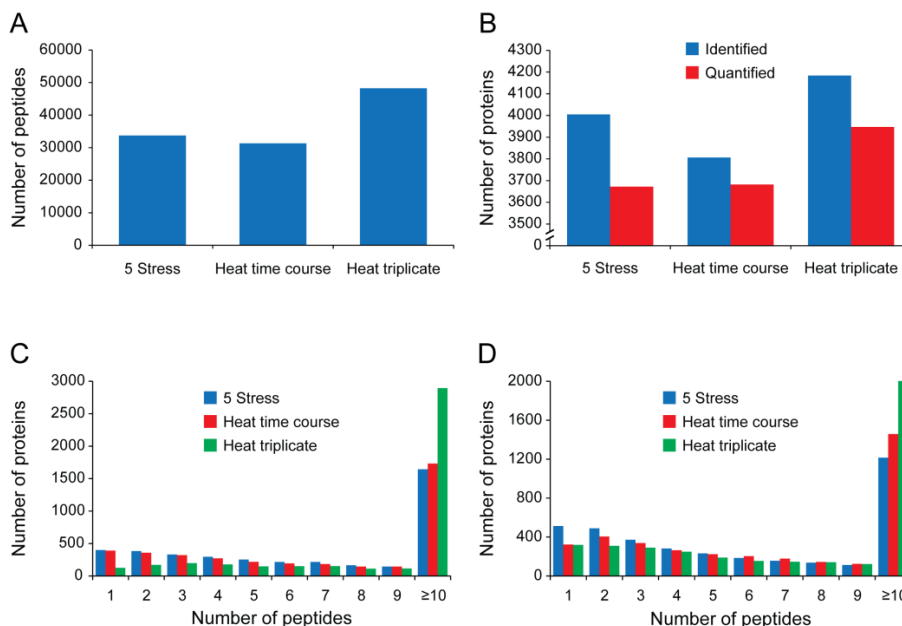 A
Number of peptides
60000
50000
40000
30000
20000
10000
0
5 Stress Heat time course Heat triplicate
B
Number of proteins
Identified
Quantified
4300
4200
4100
4000
3900
3800
3700
3600
3500
0
5 Stress Heat time course Heat triplicate
C
Number of proteins
5 Stress
Heat time course
Heat triplicate
3000
2500
2000
1500
1000
500
0
1 2 3 4 5 6 7 8 9 ≥10
Number of peptides
D
Number of proteins
5 Stress
Heat time course
Heat triplicate
2000
1600
1200
800
400
0
1 2 3 4 5 6 7 8 9 ≥10
Number of peptides